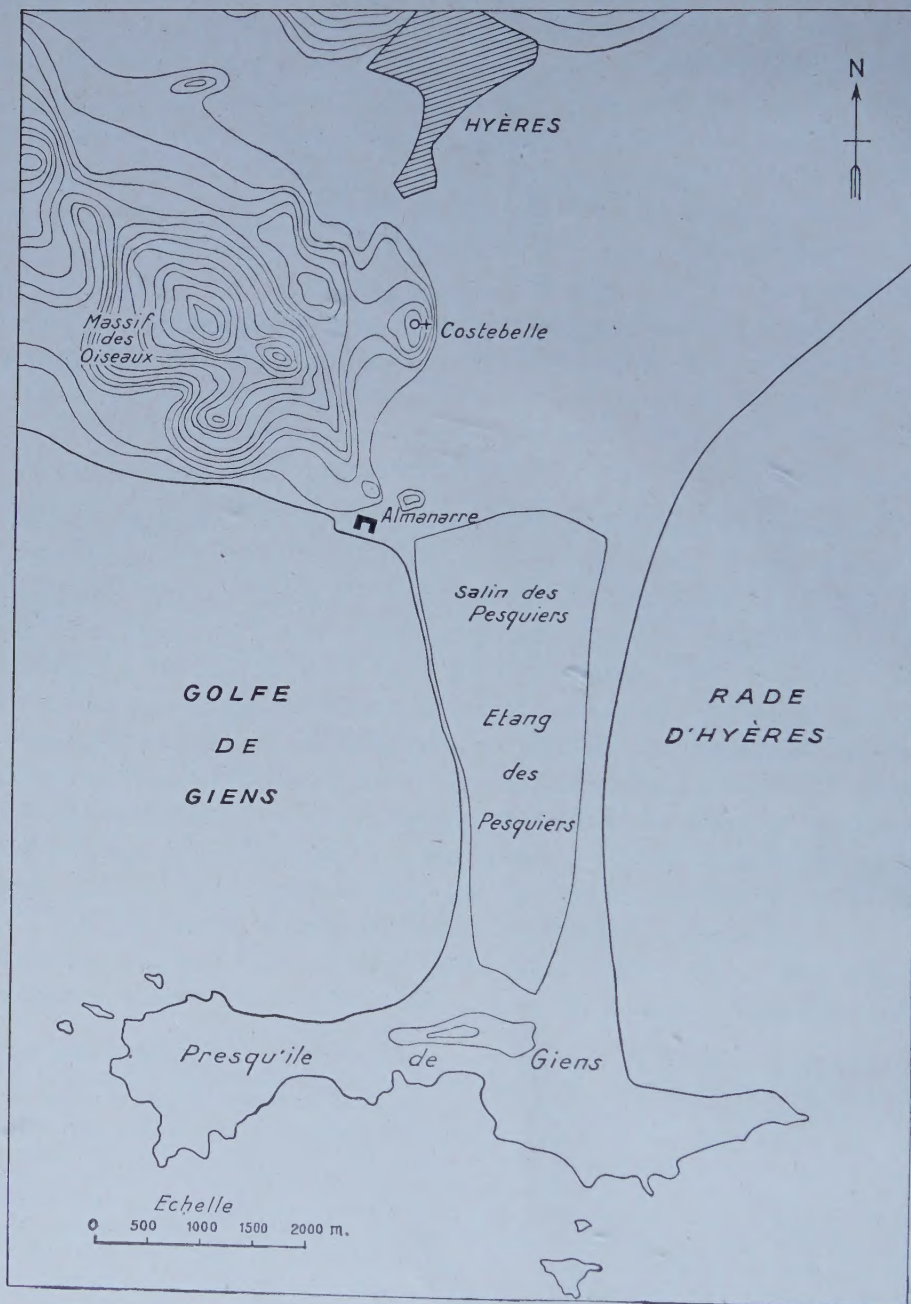 N
HYÈRES
Massif
des
Oiseaux
Costebelle
Almanarre
Salin des
Pesquiers
GOLFE
DE
GIENS
Etang
des
Pesquiers
RADE
D'HYÈRES
Presqu'ile de Giens
Echelle
0 500 1000 1500 2000 m.